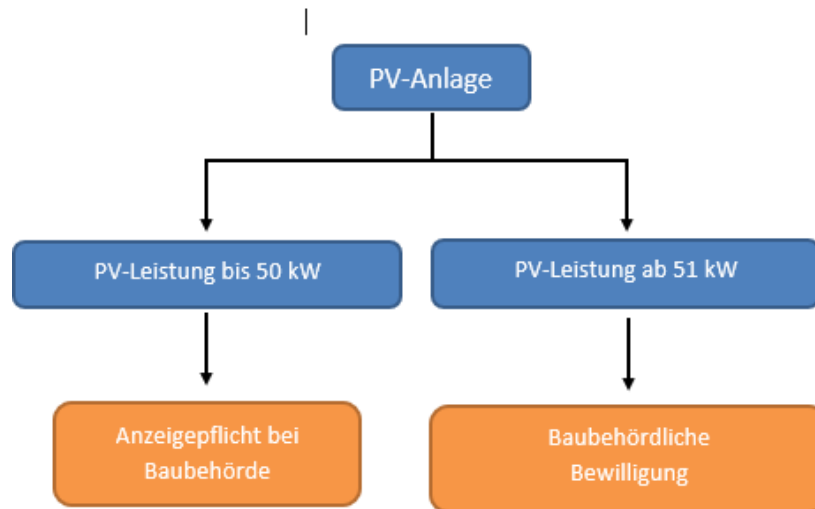 PV-Anlage
PV-Leistung bis 50 kW
PV-Leistung ab 51 kW
Anzeigepflicht bei
Baubehörde
Baubehördliche
Bewilligung